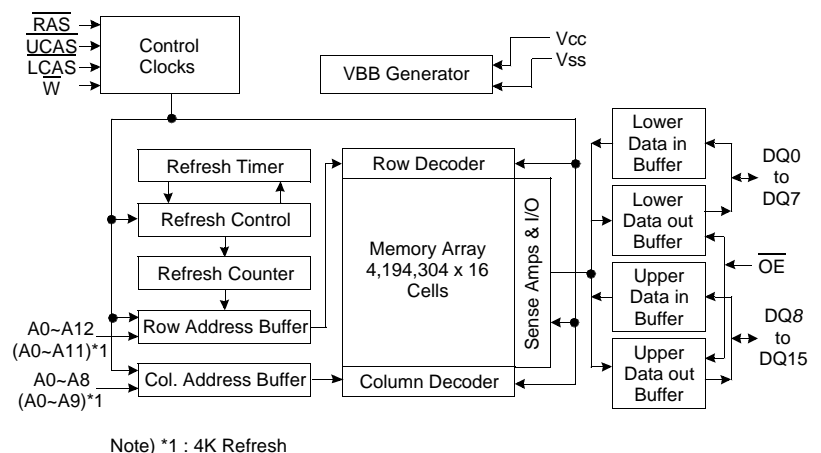 RAS
UCAS
LCAS
W
Control
Clocks
VBB Generator
Vcc
Vss
Refresh Timer
Refresh Control
Refresh Counter
Row Address Buffer
Col. Address Buffer
A0~A12
(A0~A11)*1
A0~A8
(A0~A9)*1
Row Decoder
Memory Array
4,194,304 x 16
Cells
Column Decoder
Sense Amps & I/O
Lower
Data in
Buffer
Lower
Data out
Buffer
Upper
Data in
Buffer
Upper
Data out
Buffer
DQ0
to
DQ7
OE
DQ8
to
DQ15
Note) *1 : 4K Refresh